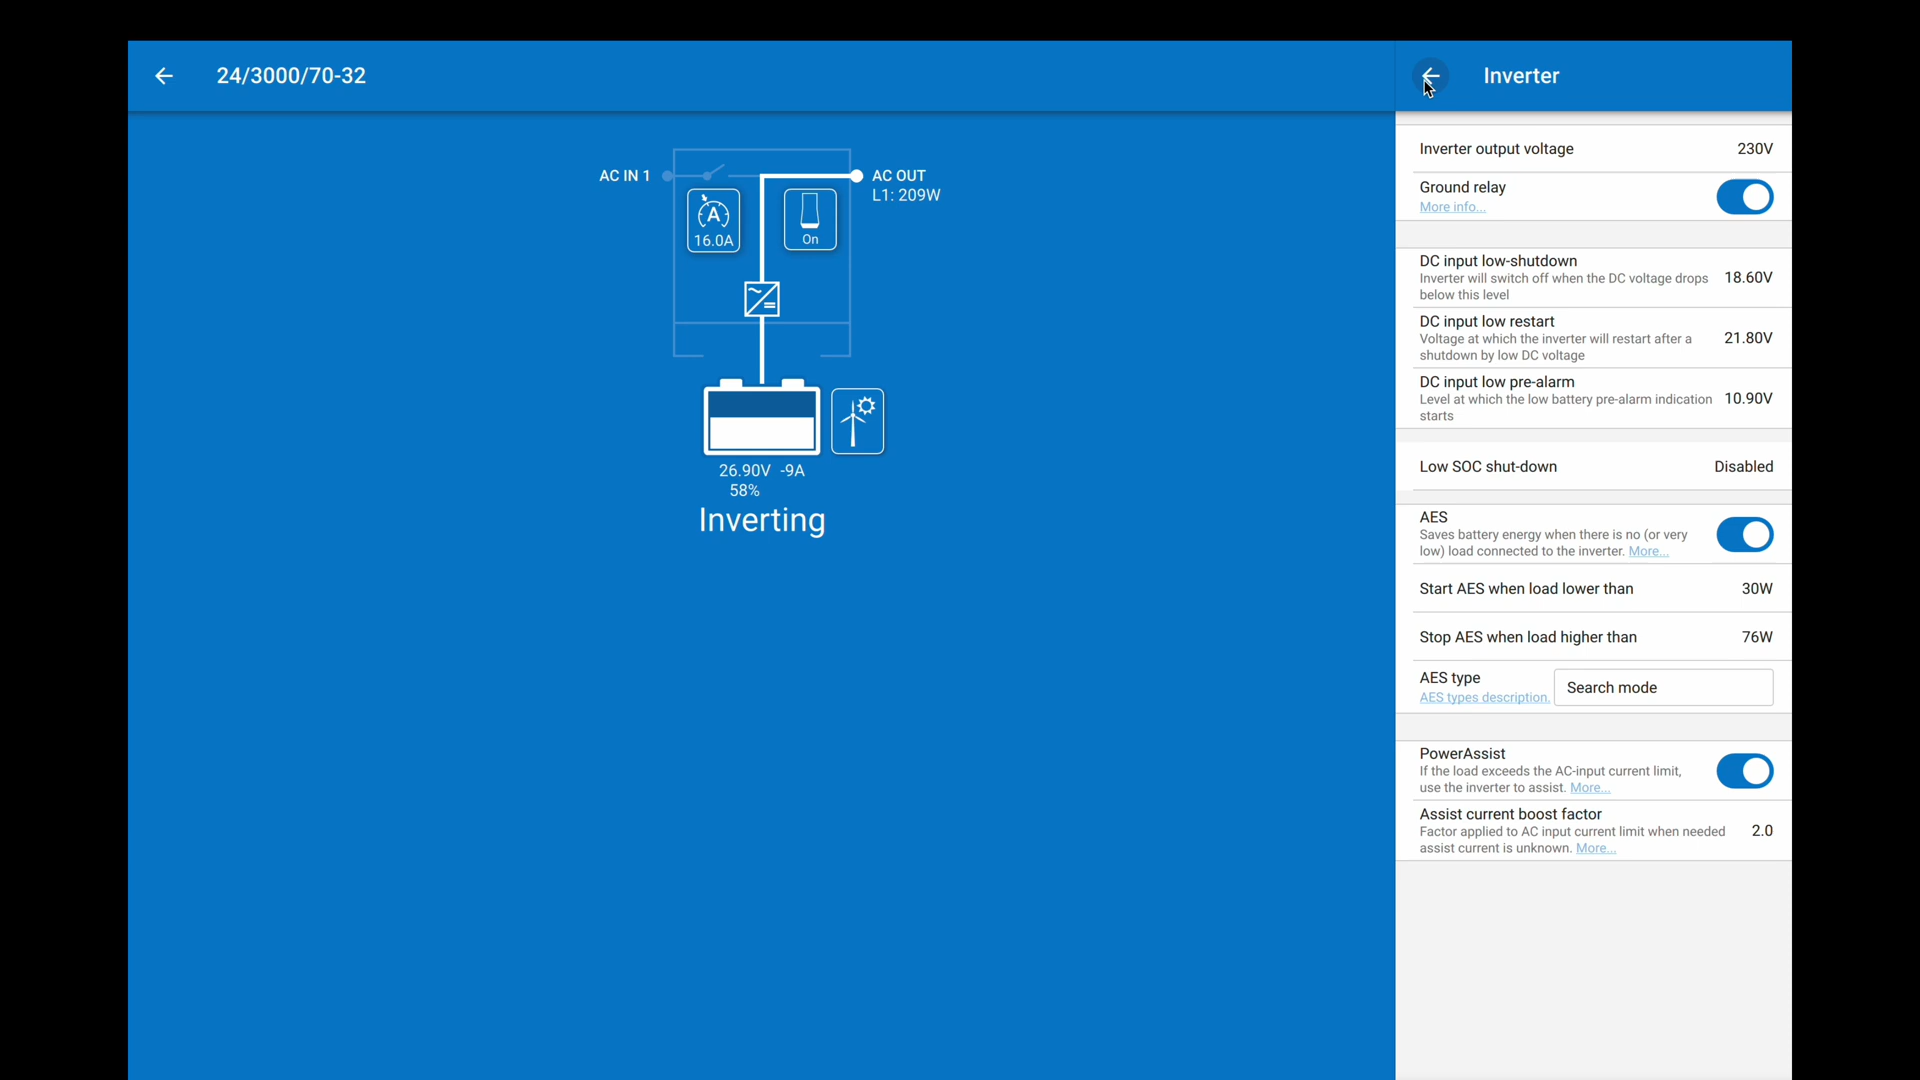 24/3000/70-32
AC IN 1
AC OUT
L1: 209W
A
16.0A
On
26.90V -9A
58%
Inverting
Inverter
Inverter output voltage 230V
Ground relay
More info...
DC input low-shutdown
Inverter will switch off when the DC voltage drops
below this level
18.60V
DC input low restart
Voltage at which the inverter will restart after a
shutdown by low DC voltage
21.80V
DC input low pre-alarm
Level at which the low battery pre-alarm indication
starts
10.90V
Low SOC shut-down Disabled
AES
Saves battery energy when there is no (or very
low) load connected to the inverter. More...
Start AES when load lower than 30W
Stop AES when load higher than 76W
AES type
AES types description.
Search mode
PowerAssist
If the load exceeds the AC-input current limit,
use the inverter to assist. More...
Assist current boost factor
Factor applied to AC input current limit when needed
assist current is unknown. More...
2.0